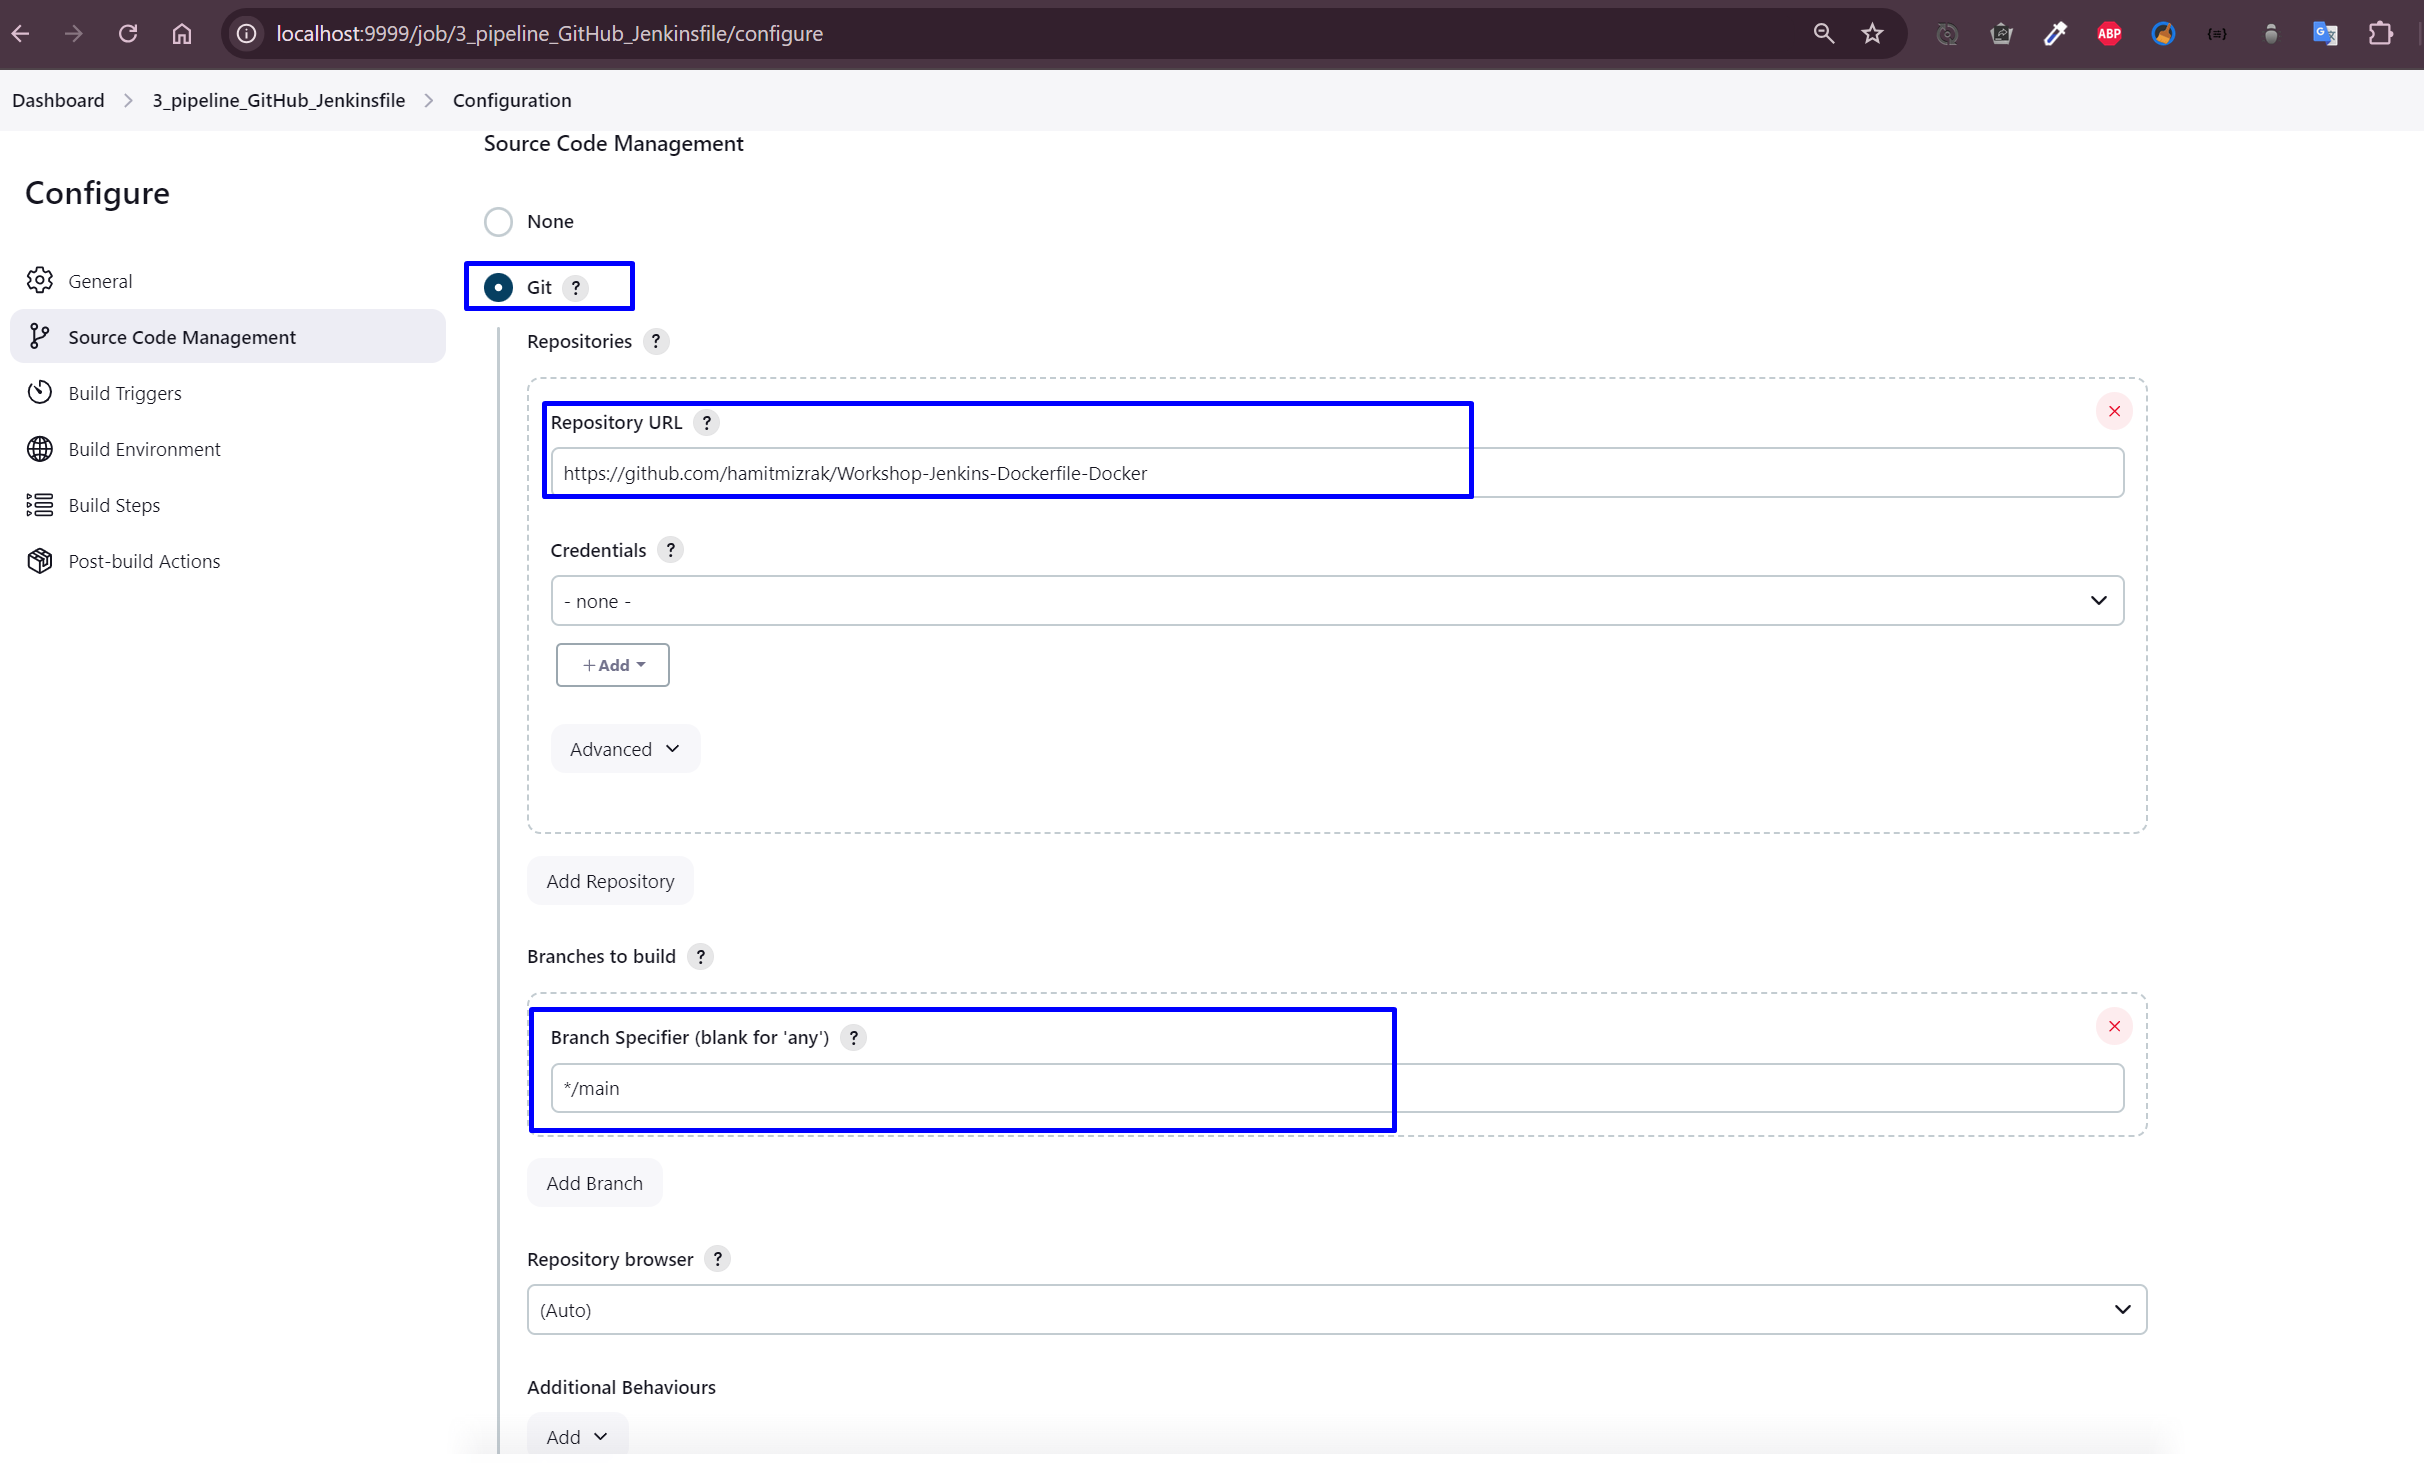 localhost:9999/job/3_pipeline_GitHub_Jenkinsfile/configure
ABP
Dashboard
3_pipeline_GitHub_Jenkinsfile
Configuration
Source Code Management
Configure
None
General
Git ?
Source Code Management
Repositories ?
Build Triggers
Repository URL ?
Build Environment
https://github.com/hamitmizrak/Workshop-Jenkins-Dockerfile-Docker
Build Steps
Credentials ?
Post-build Actions
- none -
+ Add
Advanced
Add Repository
Branches to build ?
Branch Specifier (blank for 'any') ?
*/main
Add Branch
Repository browser ?
(Auto)
Additional Behaviours
Add